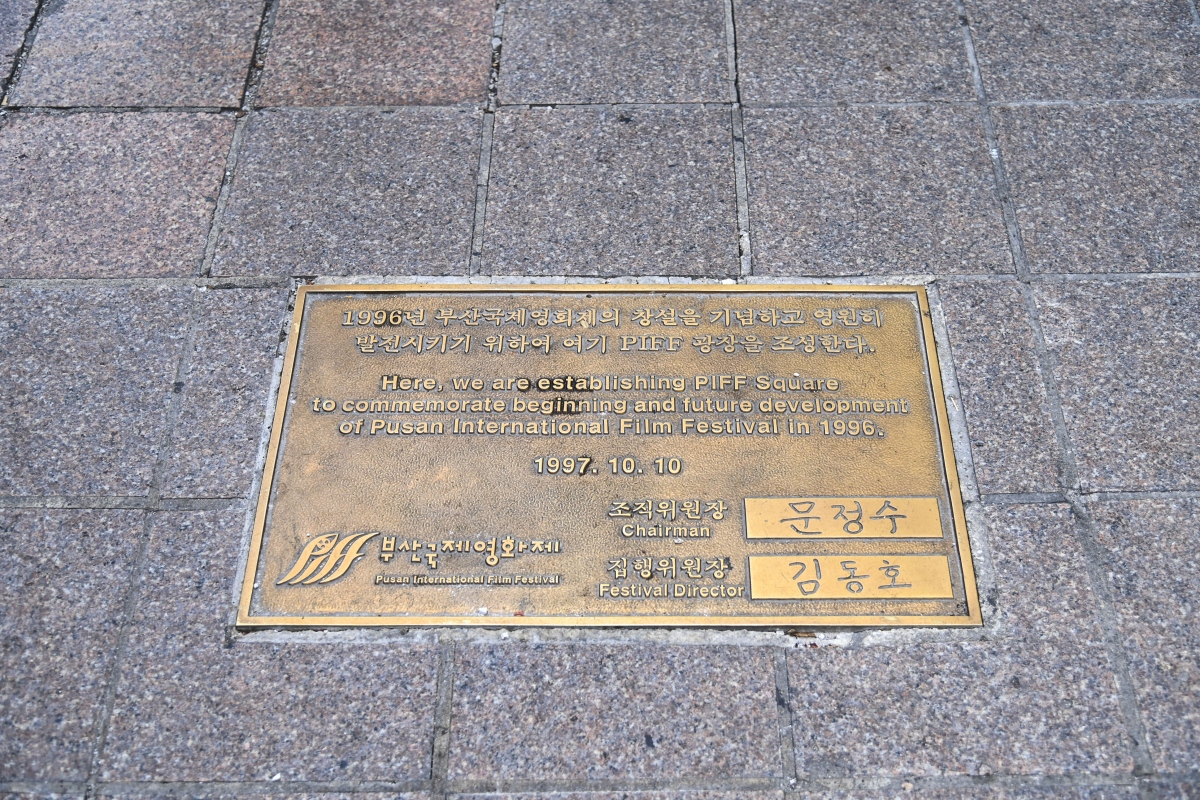 1996년 부산국제영화제의 창설을 기념하고 영원히
발전시키기 위하여 여기 PIFF 광장을 조성한다.
Here, we are establishing PIFF Square
to commemorate beginning and future development
of Pusan International Film Festival in 1996.
1997. 10. 10
조직위원장 문정수
Chairman
집행위원장 김동호
Festival Director
PIFF 부산국제영화제
Pusan International Film Festival